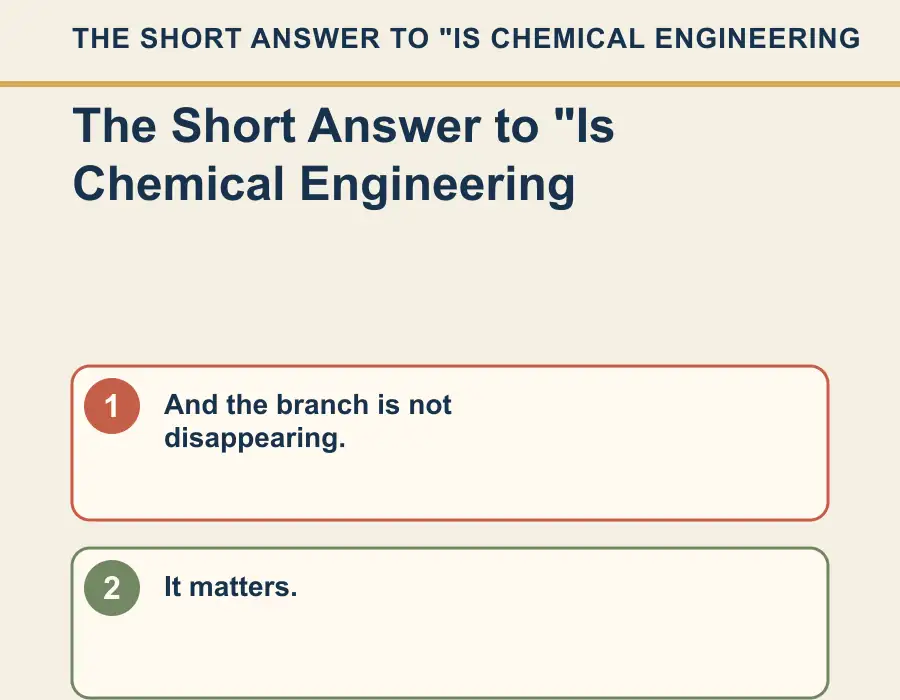 THE SHORT ANSWER TO "IS CHEMICAL ENGINEERING
The Short Answer to "Is
Chemical Engineering
1
And the branch is not
disappearing.
2
It matters.